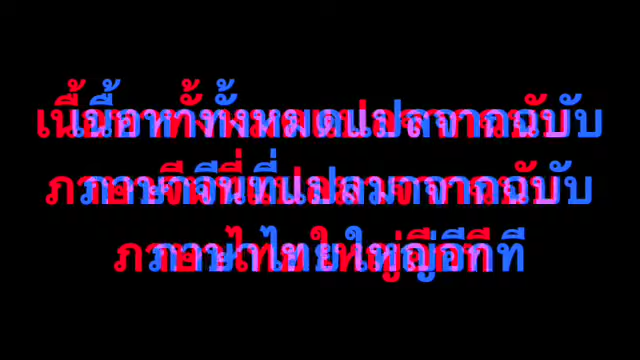 เนื้อหาทั้งหมดแปลจากฉบับ
ภาษาจีนที่แปลมาจากฉบับ
ภาษาไทยใหญ่อีกที